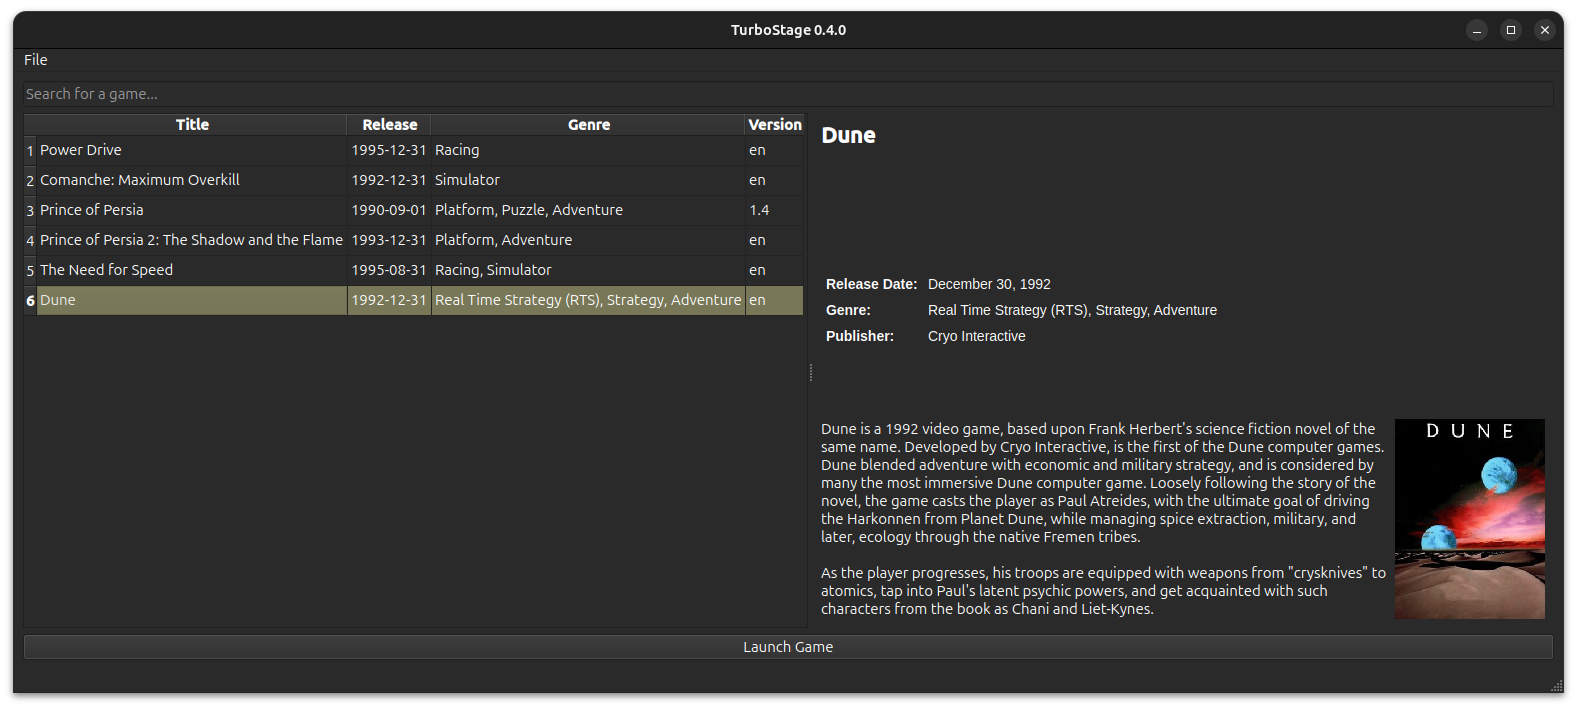 TurboStage 0.4.0
File
Search for a game...
Title Release Genre Version
1 Power Drive 1995-12-31 Racing en
2 Comanche: Maximum Overkill 1992-12-31 Simulator en
3 Prince of Persia 1990-09-01 Platform, Puzzle, Adventure 1.4
4 Prince of Persia 2: The Shadow and the Flame 1993-12-31 Platform, Adventure en
5 The Need for Speed 1995-08-31 Racing, Simulator en
6 Dune 1992-12-31 Real Time Strategy (RTS), Strategy, Adventure en
Dune
Release Date: December 30, 1992
Genre: Real Time Strategy (RTS), Strategy, Adventure
Publisher: Cryo Interactive
Dune is a 1992 video game, based upon Frank Herbert's science fiction novel of the
same name. Developed by Cryo Interactive, is the first of the Dune computer games.
Dune blended adventure with economic and military strategy, and is considered by
many the most immersive Dune computer game. Loosely following the story of the
novel, the game casts the player as Paul Atreides, with the ultimate goal of driving
the Harkonnen from Planet Dune, while managing spice extraction, military, and
later, ecology through the native Fremen tribes.
As the player progresses, his troops are equipped with weapons from "crysknives" to
atomics, tap into Paul's latent psychic powers, and get acquainted with such
characters from the book as Chani and Liet-Kynes.
DUNE
Launch Game